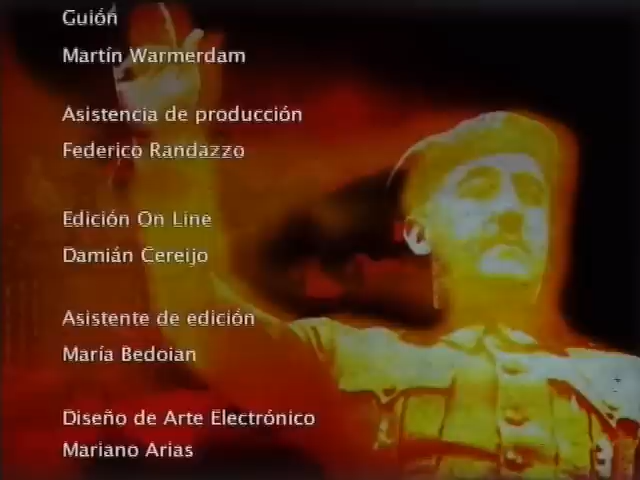 Guión
Martín Warmerdam
Asistencia de producción
Federico Randazzo
Edición On Line
Damián Cereijo
Asistente de edición
María Bedoian
Diseño de Arte Electrónico
Mariano Arias